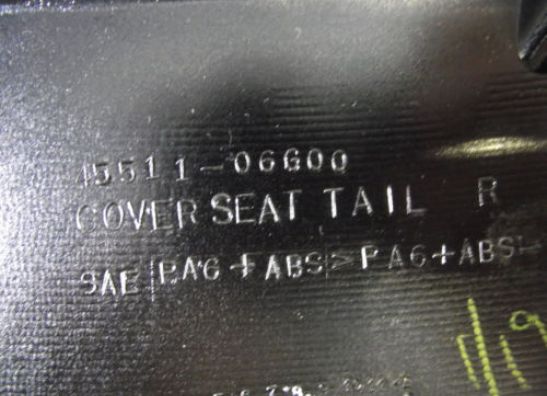 45511-06G00
COVER SEAT TAIL R
SAE PA6+ABS >PA6+ABS<